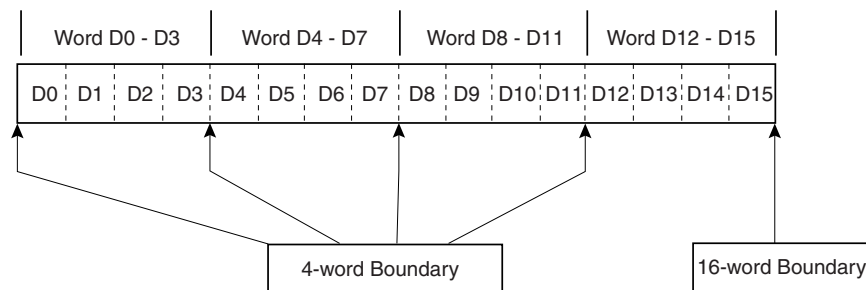 Word D0 - D3 Word D4 - D7 Word D8 - D11 Word D12 - D15
D0 D1 D2 D3 D4 D5 D6 D7 D8 D9 D10 D11 D12 D13 D14 D15
4-word Boundary 16-word Boundary